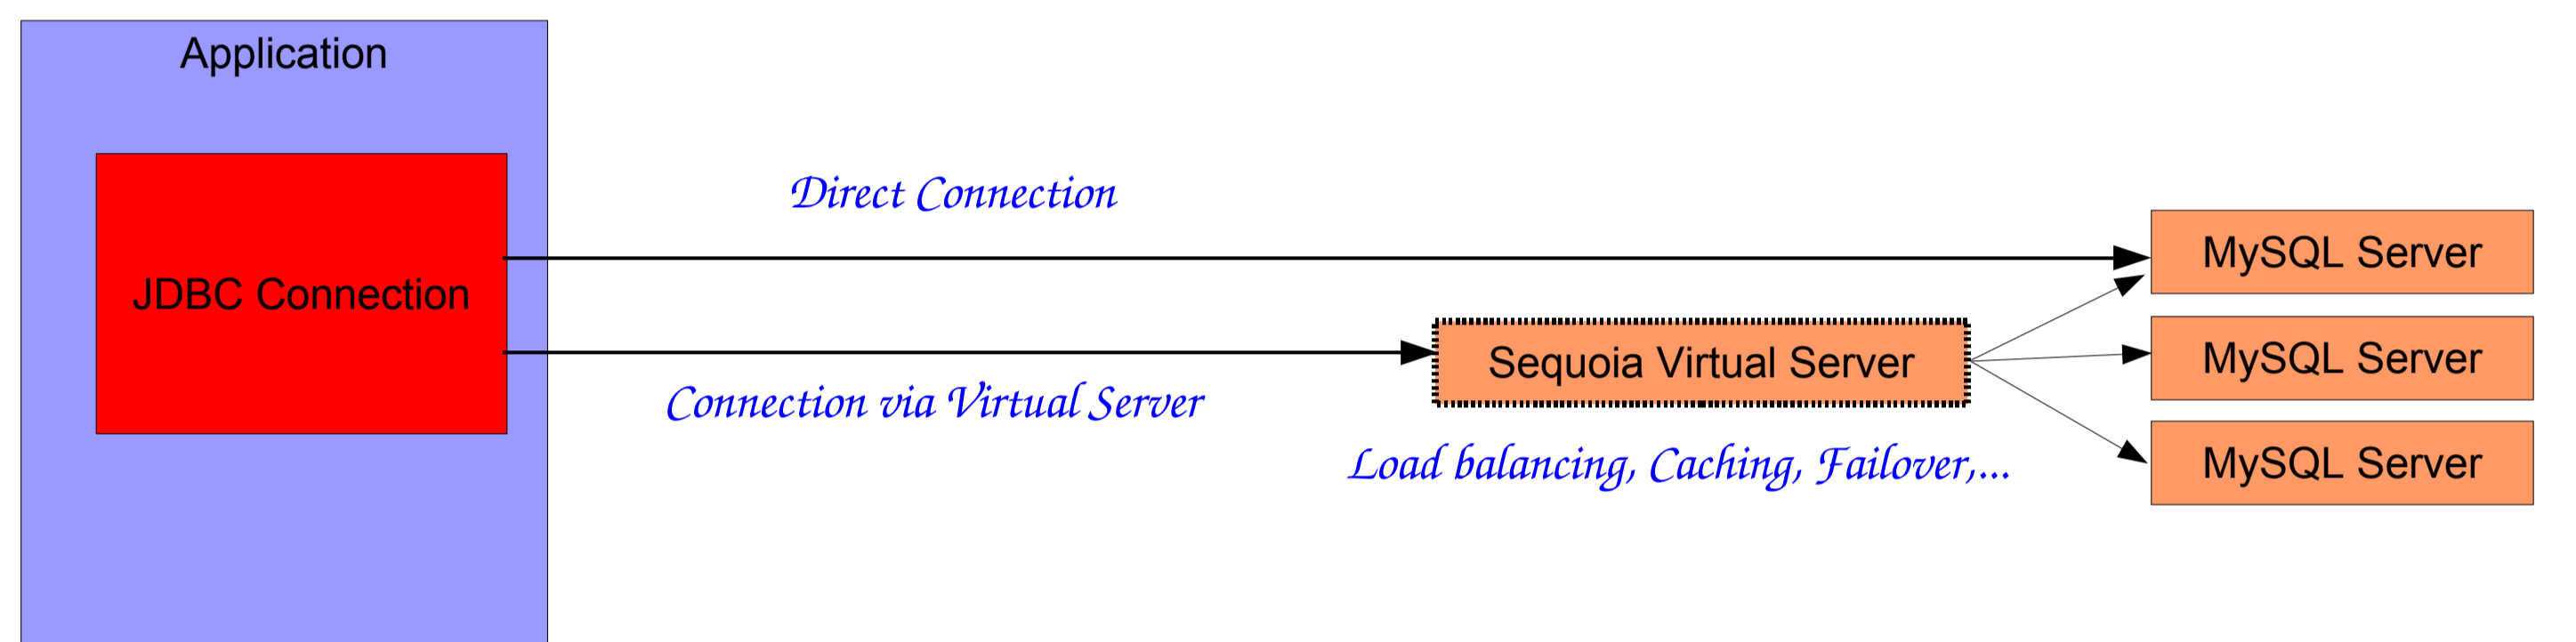 Application
JDBC Connection
Direct Connection
Connection via Virtual Server
Sequoia Virtual Server
Load balancing, Caching, Failover,...
MySQL Server
MySQL Server
MySQL Server